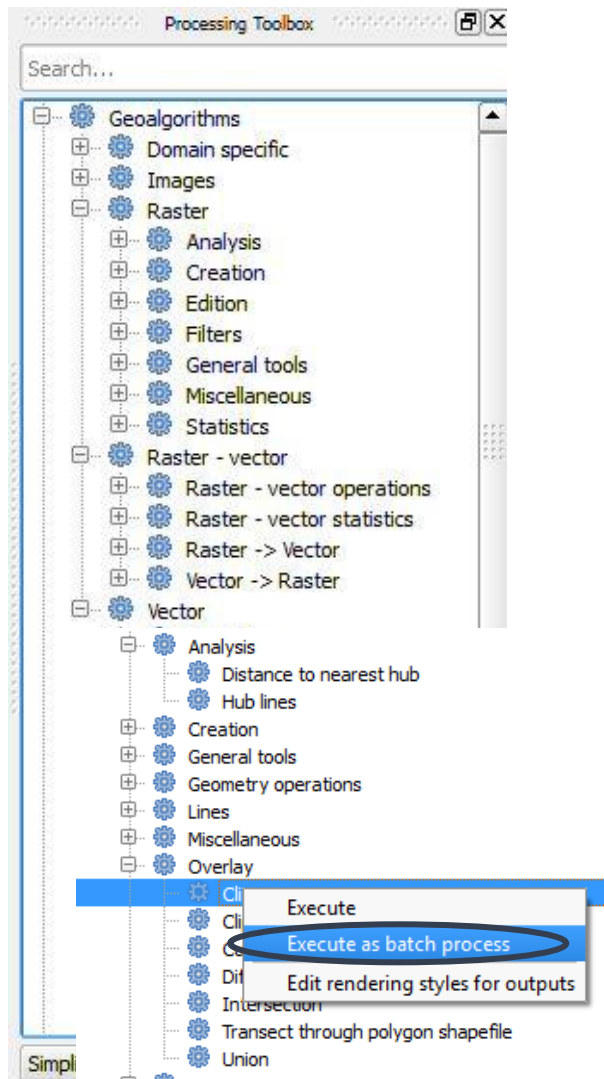 Processing Toolbox
Search...
Geoalgorithms
Domain specific
Images
Raster
Analysis
Creation
Edition
Filters
General tools
Miscellaneous
Statistics
Raster - vector
Raster - vector operations
Raster - vector statistics
Raster -> Vector
Vector -> Raster
Vector
Analysis
Distance to nearest hub
Hub lines
Creation
General tools
Geometry operations
Lines
Miscellaneous
Overlay
Execute
Execute as batch process
Edit rendering styles for outputs
Intersection
Transect through polygon shapefile
Union